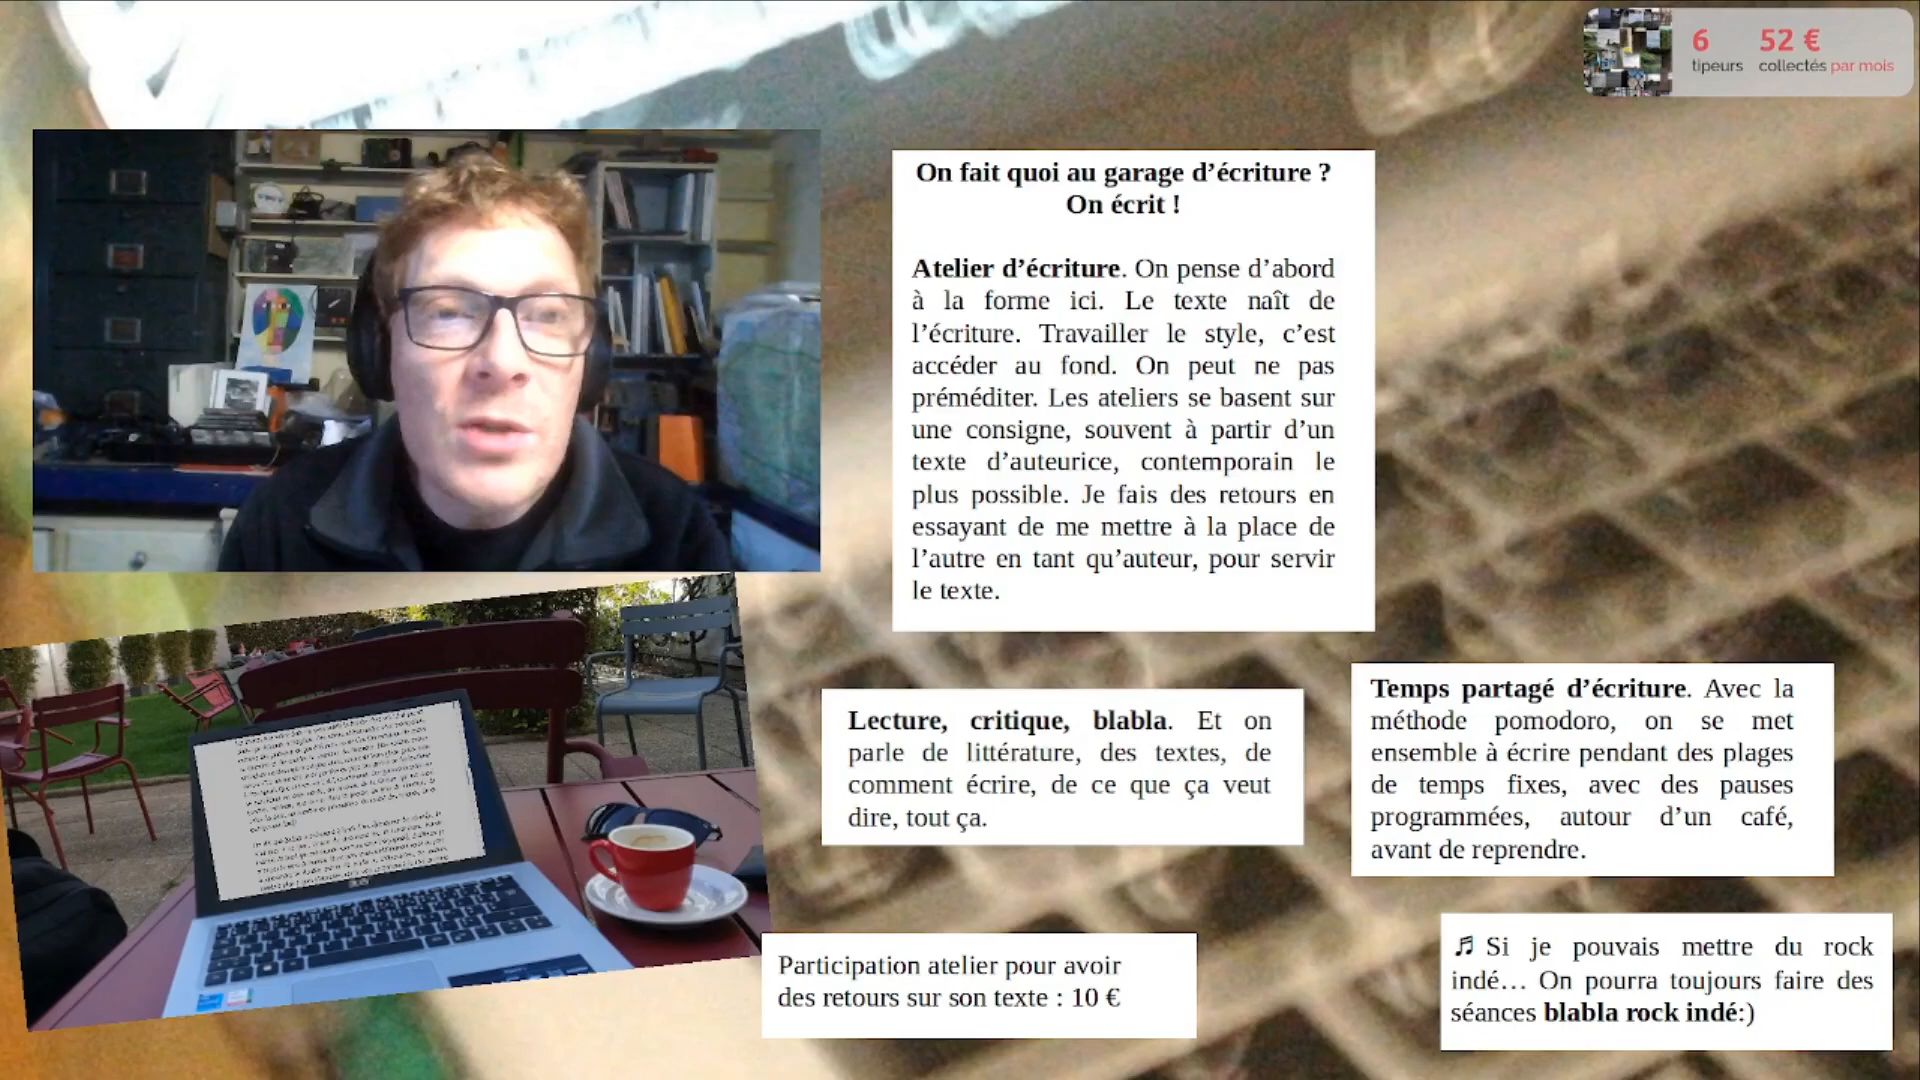 6 52 €
tipeurs collectés par mois
On fait quoi au garage d’écriture ?
On écrit !
Atelier d’écriture. On pense d’abord
à la forme ici. Le texte naît de
l’écriture. Travailler le style, c’est
accéder au fond. On peut ne pas
préméditer. Les ateliers se basent sur
une consigne, souvent à partir d’un
texte d’auteurice, contemporain le
plus possible. Je fais des retours en
essayant de me mettre à la place de
l’autre en tant qu’auteur, pour servir
le texte.
Lecture, critique, blabla. Et on
parle de littérature, des textes, de
comment écrire, de ce que ça veut
dire, tout ça.
Temps partagé d’écriture. Avec la
méthode pomodoro, on se met
ensemble à écrire pendant des plages
de temps fixes, avec des pauses
programmées, autour d’un café,
avant de reprendre.
Participation atelier pour avoir
des retours sur son texte : 10 €
♬ Si je pouvais mettre du rock
indé… On pourra toujours faire des
séances blabla rock indé:)